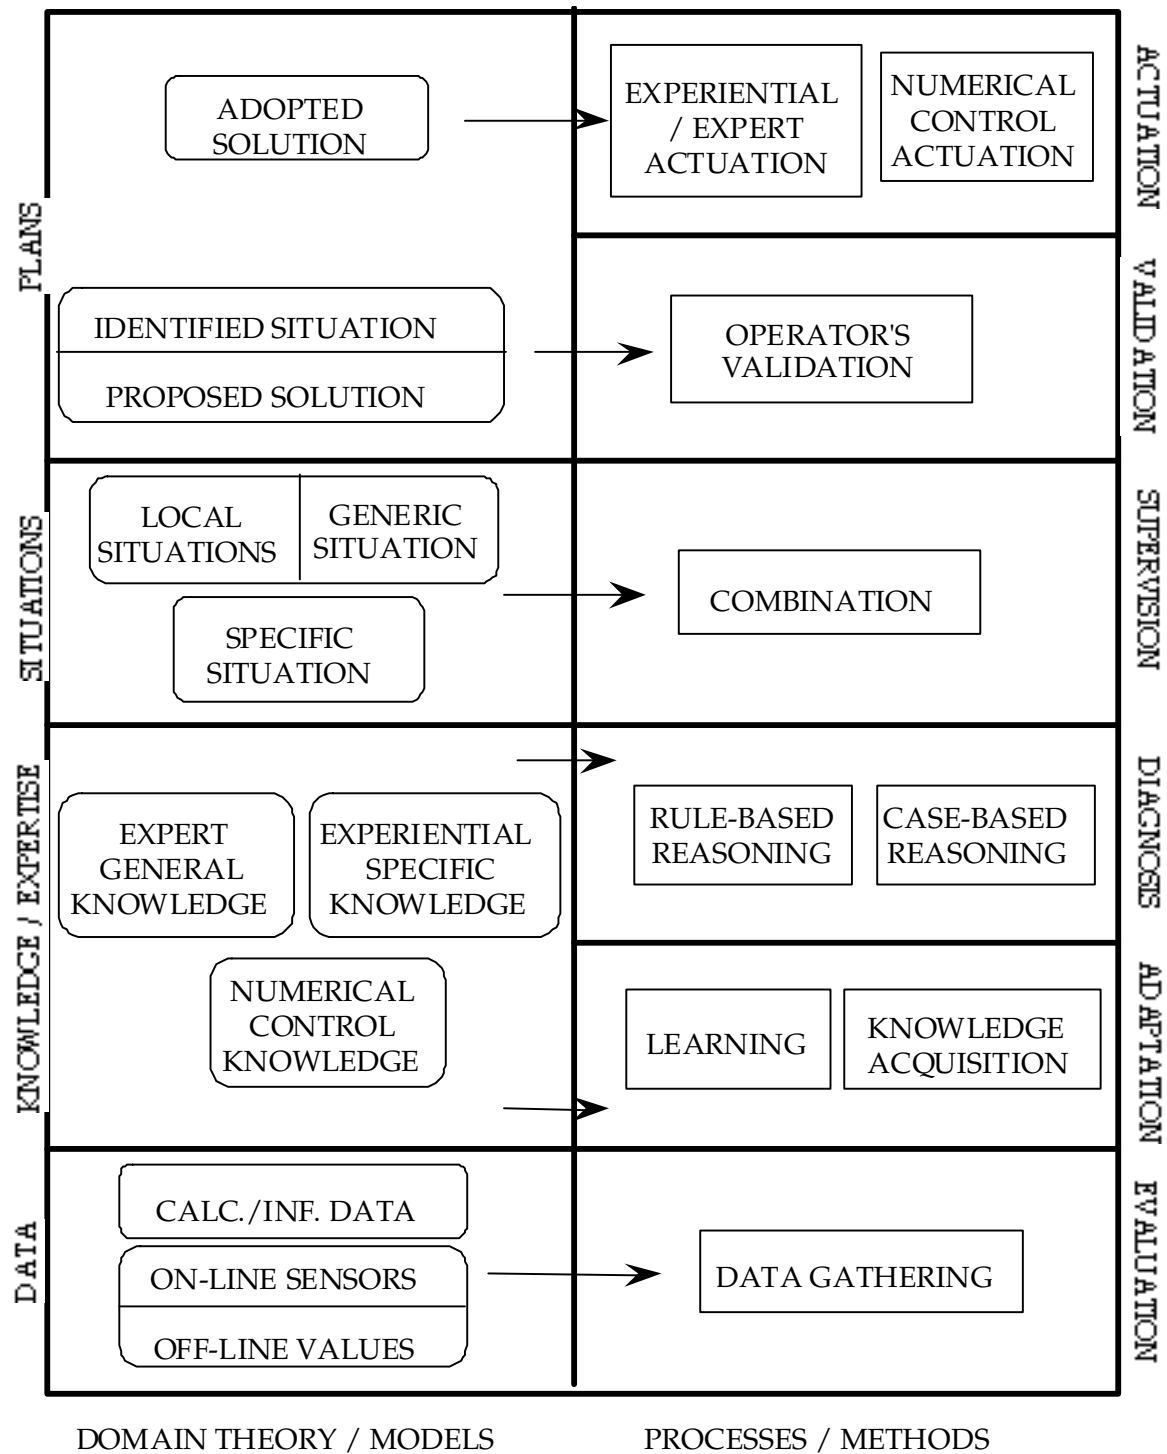 PLANS
ADOPTED
SOLUTION
EXPERIENTIAL
/ EXPERT
ACTUATION
NUMERICAL
CONTROL
ACTUATION
ACTUATION
IDENTIFIED SITUATION
PROPOSED SOLUTION
OPERATOR'S
VALIDATION
VALIDATION
SITUATIONS
LOCAL
SITUATIONS
GENERIC
SITUATION
SPECIFIC
SITUATION
COMBINATION
SUPERVISION
KNOWLEDGE / EXPERTISE
EXPERT
GENERAL
KNOWLEDGE
EXPERIENTIAL
SPECIFIC
KNOWLEDGE
NUMERICAL
CONTROL
KNOWLEDGE
RULE-BASED
REASONING
CASE-BASED
REASONING
DIAGNOSIS
LEARNING
KNOWLEDGE
ACQUISITION
ADAPTATION
DATA
CALC./INF. DATA
ON-LINE SENSORS
OFF-LINE VALUES
DATA GATHERING
EVALUATION
DOMAIN THEORY / MODELS
PROCESSES / METHODS